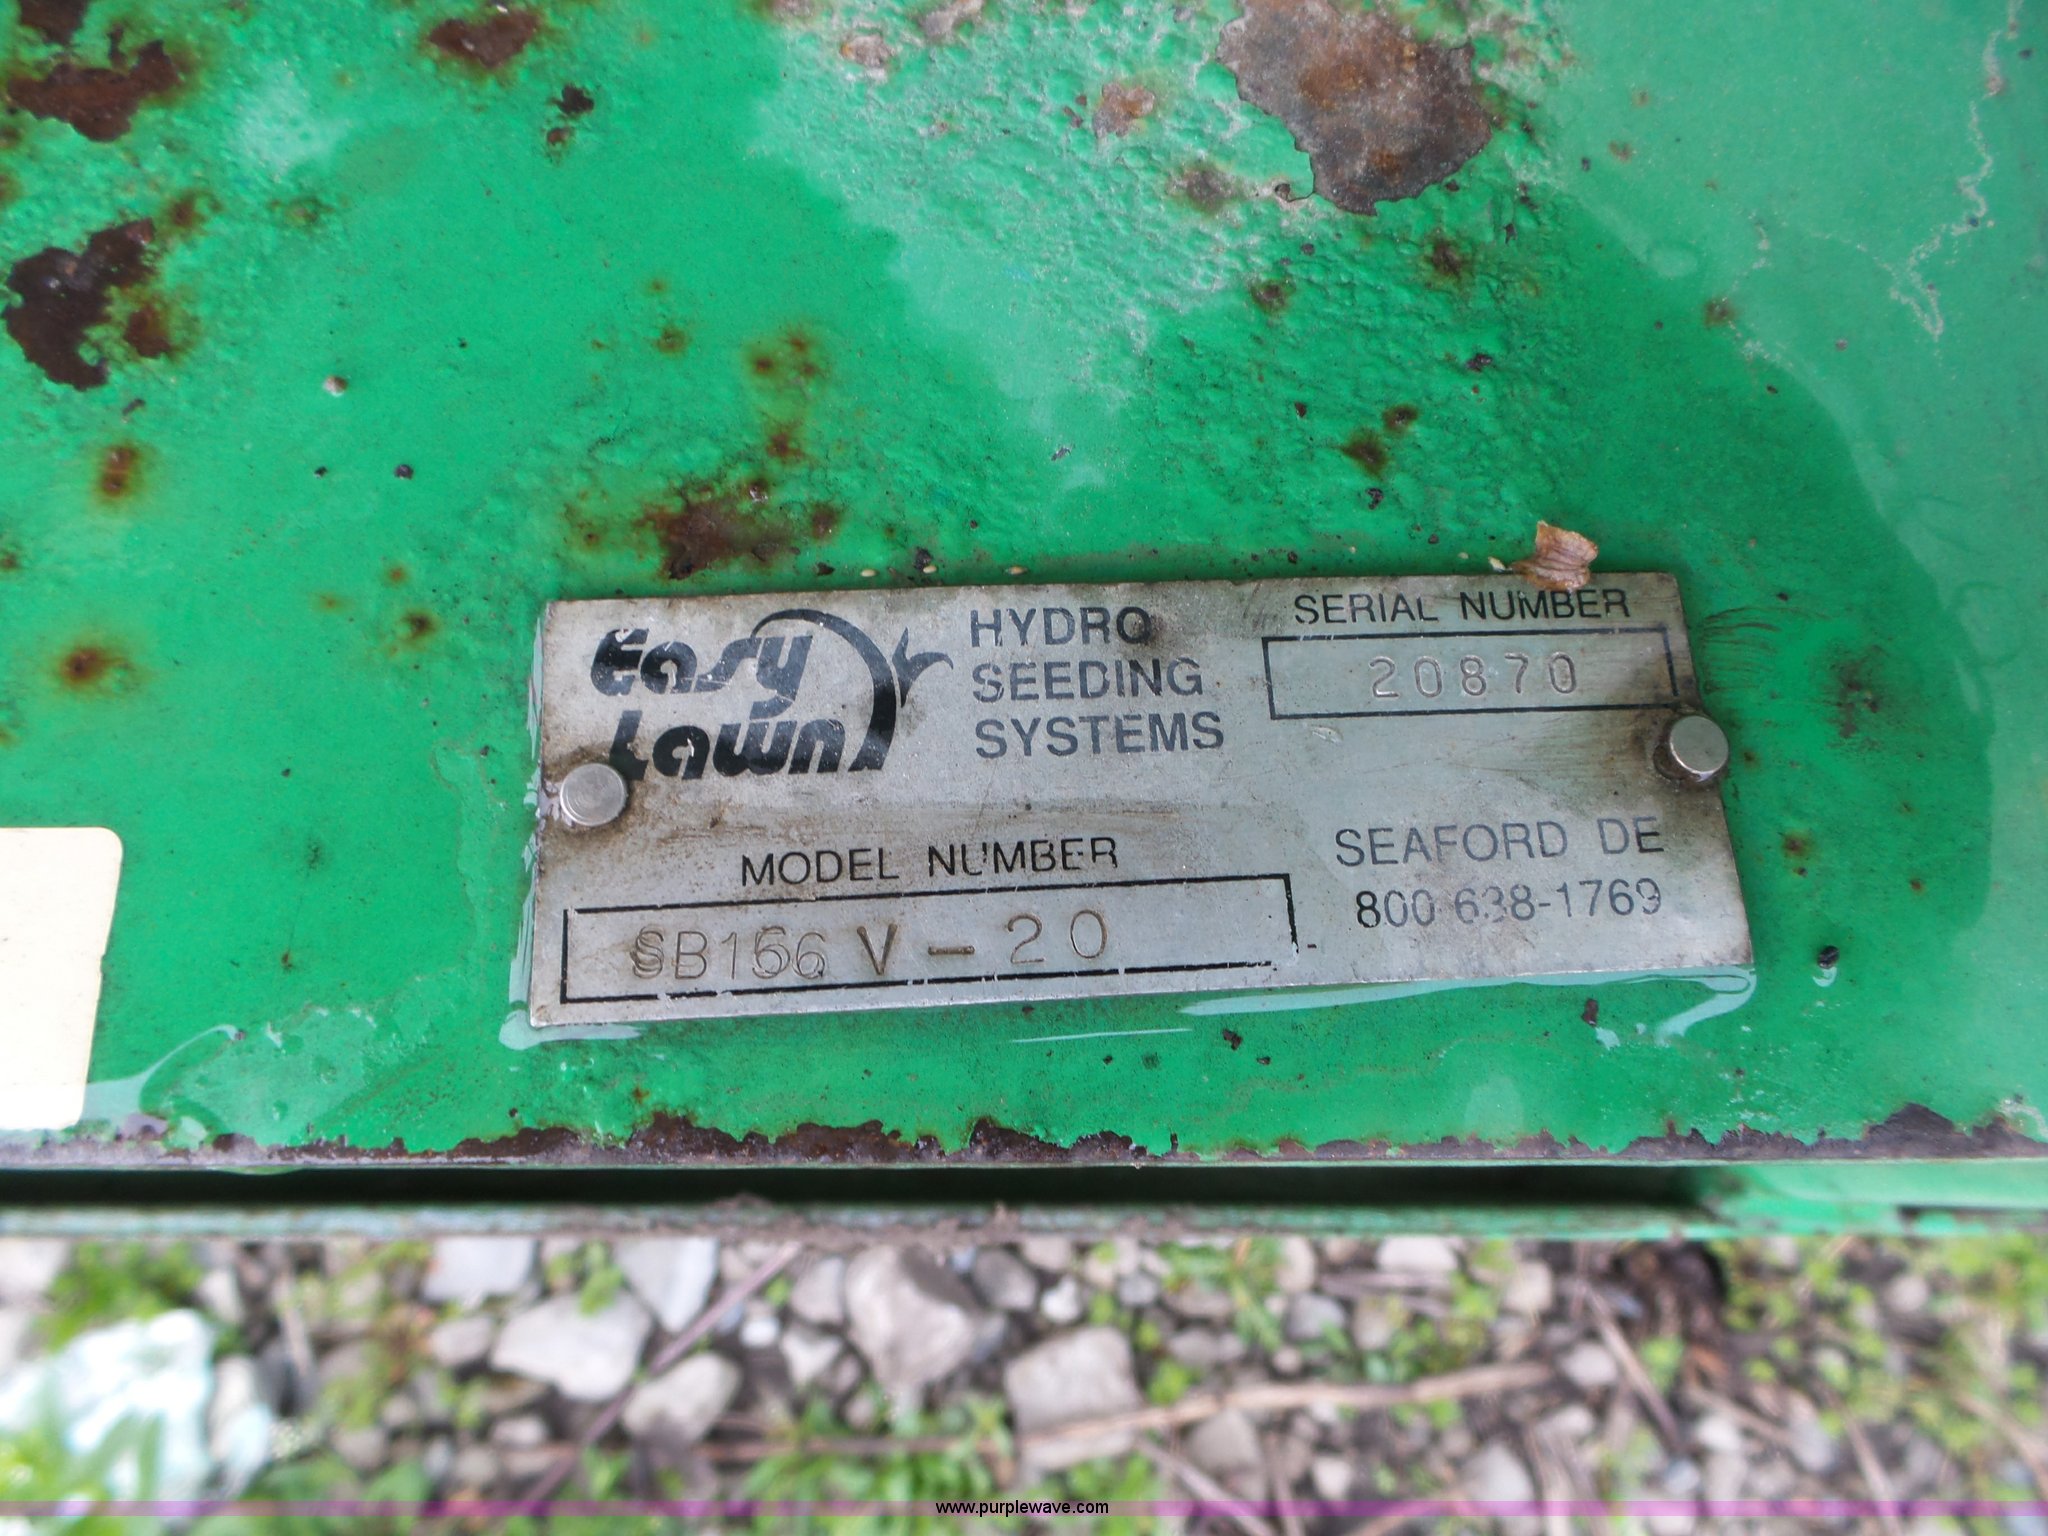 Easy
Lawn
HYDRO
SEEDING
SYSTEMS
SERIAL NUMBER
20870
MODEL NUMBER
V-20
SEAFORD DE
800 638-1769
www.purplewave.com